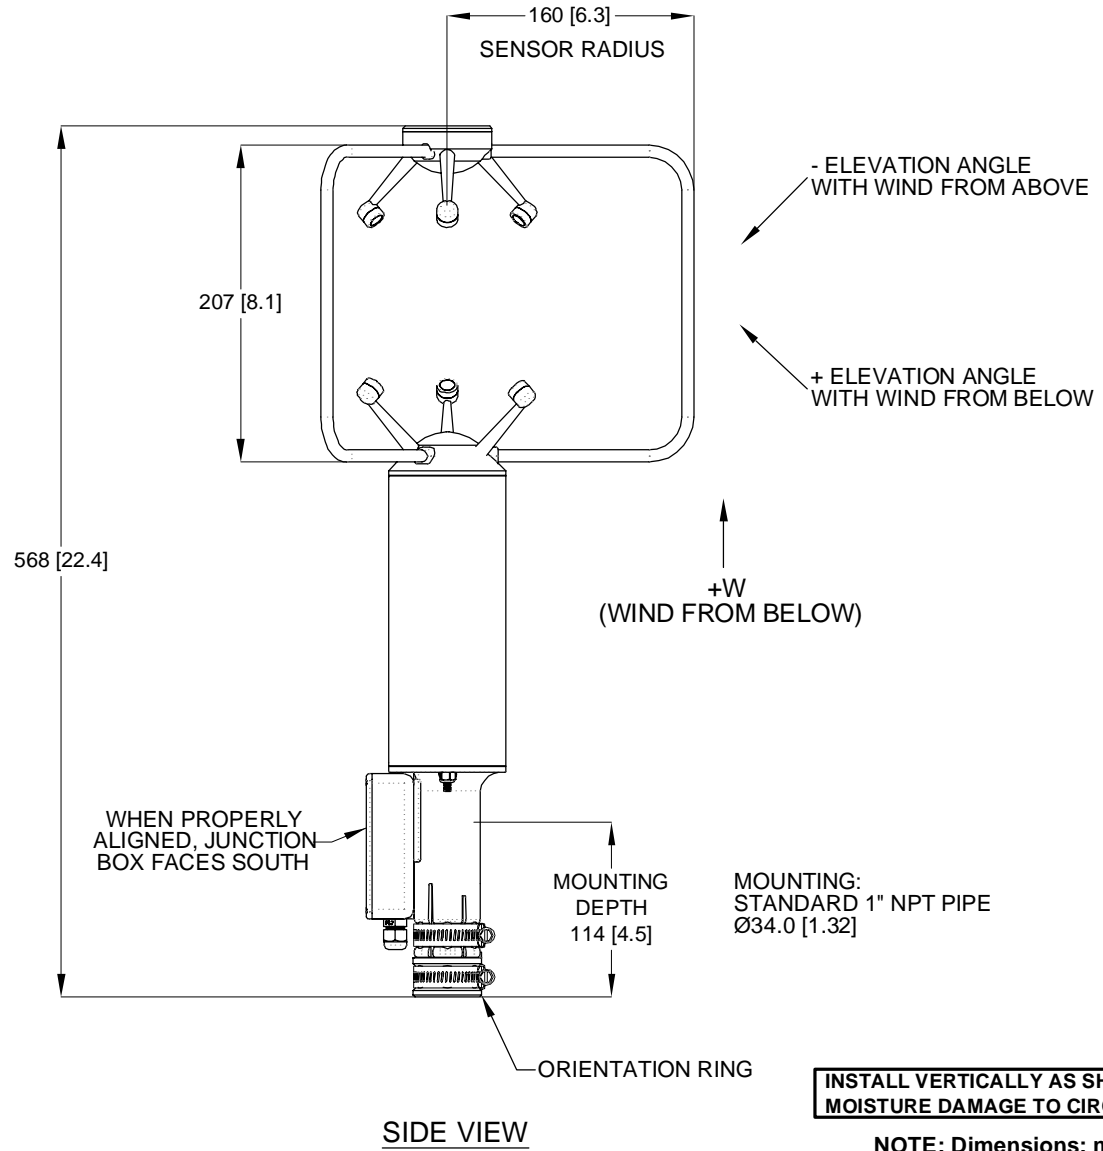 160 [6.3]
SENSOR RADIUS
- ELEVATION ANGLE
WITH WIND FROM ABOVE
207 [8.1]
+ ELEVATION ANGLE
WITH WIND FROM BELOW
568 [22.4]
+W
(WIND FROM BELOW)
WHEN PROPERLY
ALIGNED, JUNCTION
BOX FACES SOUTH
MOUNTING
DEPTH
114 [4.5]
MOUNTING:
STANDARD 1" NPT PIPE
Ø34.0 [1.32]
ORIENTATION RING
INSTALL VERTICALLY AS
MOISTURE DAMAGE TO
SIDE VIEW
NOTE: Dimensions: